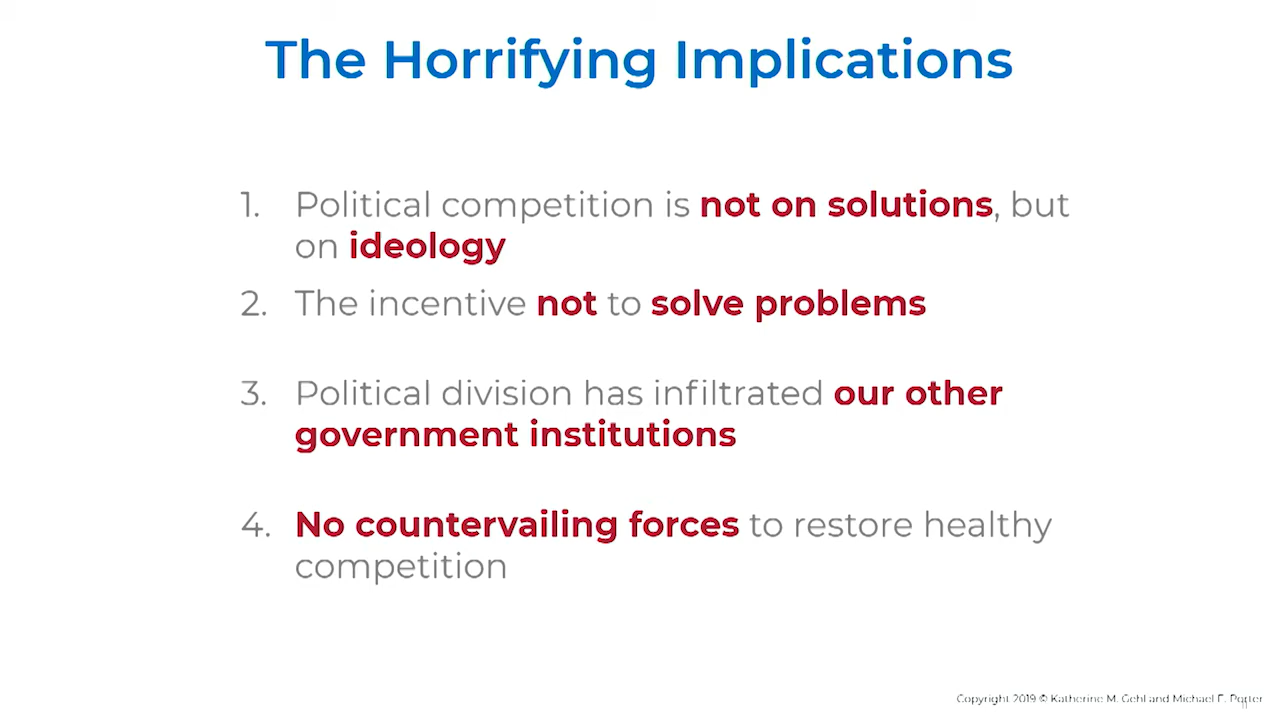 The Horrifying Implications
1. Political competition is not on solutions, but
on ideology
2. The incentive not to solve problems
3. Political division has infiltrated our other
government institutions
4. No countervailing forces to restore healthy
competition
Copyright 2019 © Katherine M. Gehl and Michael E. Porter
11